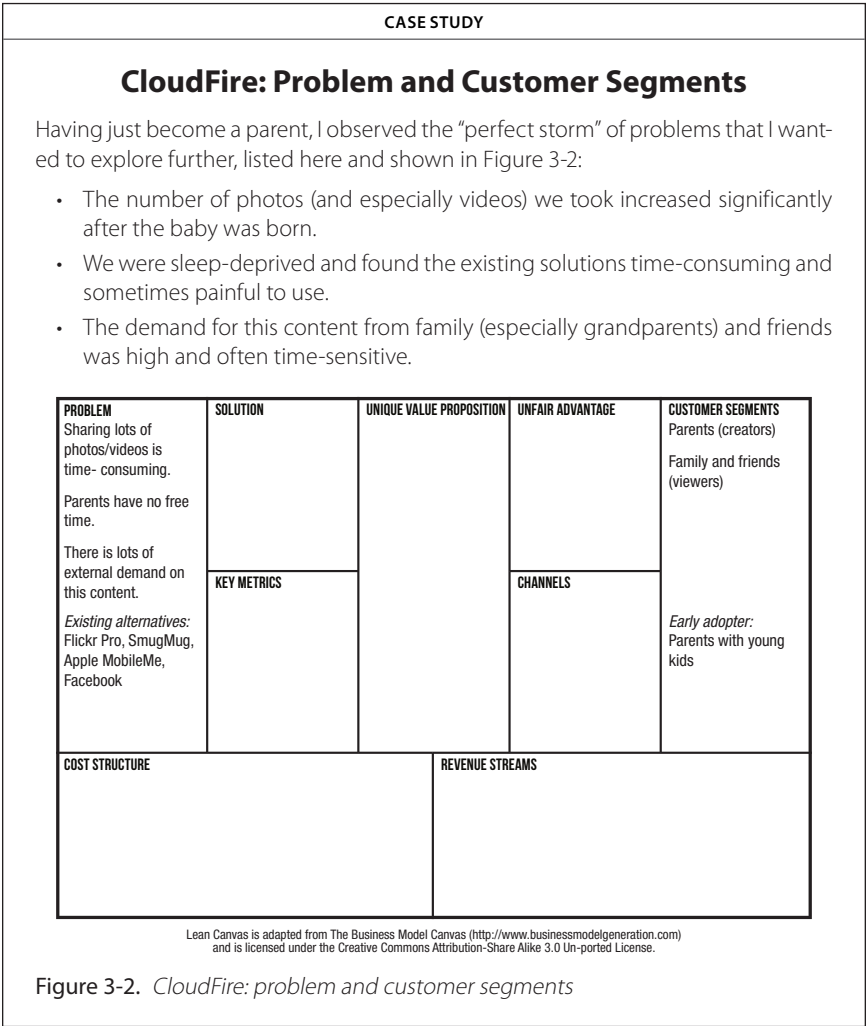 CASE STUDY
CloudFire: Problem and Customer Segments
Having just become a parent, I observed the “perfect storm” of problems that I want-
ed to explore further, listed here and shown in Figure 3-2:
• The number of photos (and especially videos) we took increased significantly
after the baby was born.
• We were sleep-deprived and found the existing solutions time-consuming and
sometimes painful to use.
• The demand for this content from family (especially grandparents) and friends
was high and often time-sensitive.
PROBLEM
Sharing lots of
photos/videos is
time- consuming.
Parents have no free
time.
There is lots of
external demand on
this content.
Existing alternatives:
Flickr Pro, SmugMug,
Apple MobileMe,
Facebook
SOLUTION
KEY METRICS
UNIQUE VALUE PROPOSITION
UNFAIR ADVANTAGE
CHANNELS
CUSTOMER SEGMENTS
Parents (creators)
Family and friends
(viewers)
Early adopter:
Parents with young
kids
COST STRUCTURE
REVENUE STREAMS
Lean Canvas is adapted from The Business Model Canvas (http://www.businessmodelgeneration.com)
and is licensed under the Creative Commons Attribution-Share Alike 3.0 Un-ported License.
Figure 3-2. CloudFire: problem and customer segments